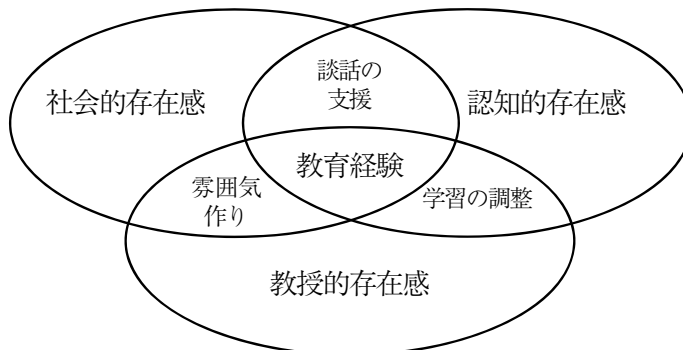 談話の
支援
社会的存在感
認知的存在感
教育経験
雰囲気
作り
学習の調整
教授的存在感